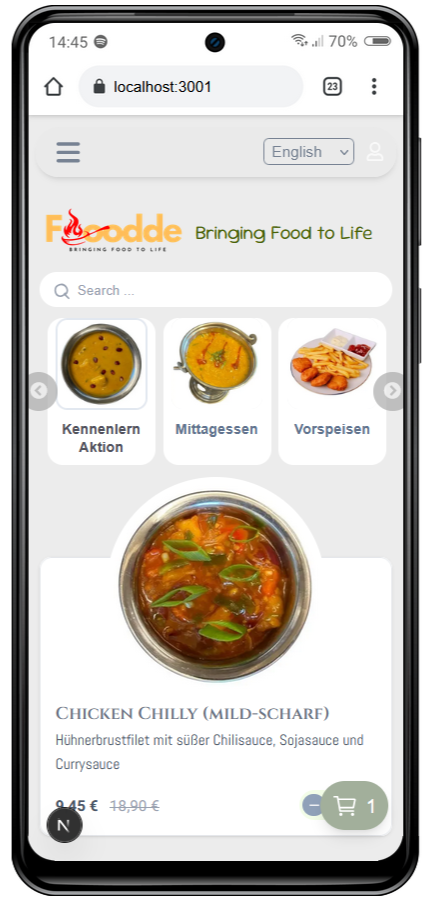 14:45
70%
localhost:3001
23
English
Fooodde
BRINGING FOOD TO LIFE
Bringing Food to Life
Search ...
Kennenlern
Aktion
Mittagessen
Vorspeisen
Chicken Chilly (mild-scharf)
Hühnerbrustfilet mit süßer Chilisauce, Sojasauce und
Currysauce
9,45 € 18,90 €
1
N